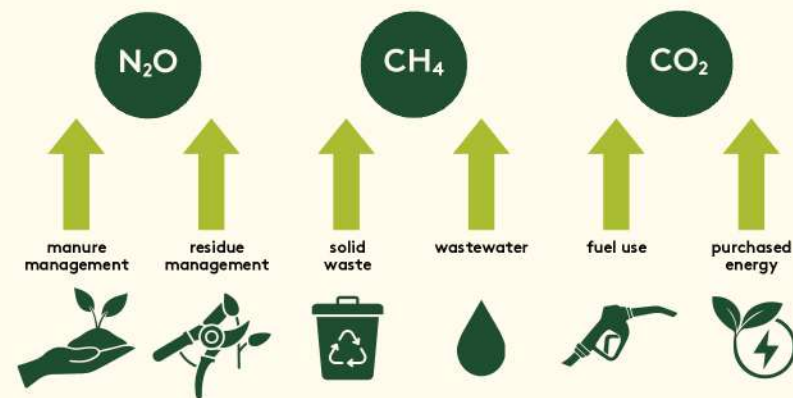 N₂O
CH₄
CO₂
manure
management
residue
management
solid
waste
wastewater
fuel use
purchased
energy